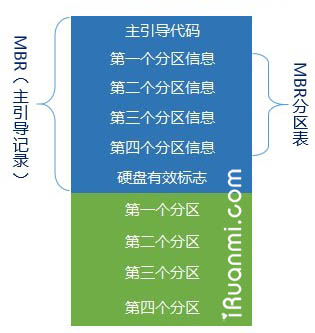 MBR（主引导记录）
主引导代码
第一个分区信息
第二个分区信息
第三个分区信息
第四个分区信息
硬盘有效标志
MBR分区表
第一个分区
第二个分区
第三个分区
第四个分区
iRuanmi.com